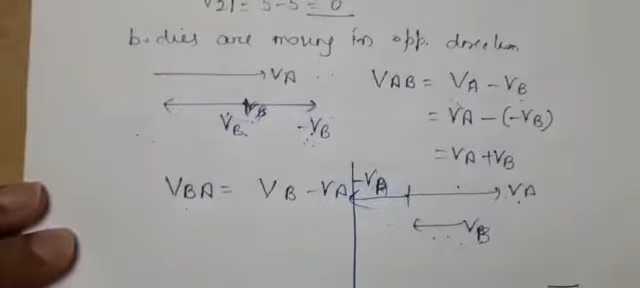 V21 = 5-5 = 0
bodies are moving in opp. direction
VA
VAB = VA - VB
VB
VB -VB
= VA - (-VB)
= VA + VB
VBA = VB - VA
-VA VA
VB